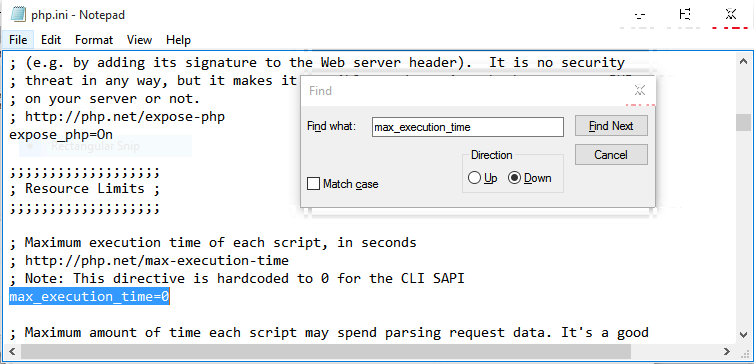 php.ini - Notepad
File Edit Format View Help
; (e.g. by adding its signature to the Web server header).  It is no security
; threat in any way, but it makes it
; on your server or not.
; http://php.net/expose-php
expose_php=On
Rectangular Snip
;;;;;;;;;;;;;;;;;;;
; Resource Limits ;
;;;;;;;;;;;;;;;;;;;
Find
Find what: max_execution_time Find Next
Direction Cancel
Match case Up Down
; Maximum execution time of each script, in seconds
; http://php.net/max-execution-time
; Note: This directive is hardcoded to 0 for the CLI SAPI
max_execution_time=0
; Maximum amount of time each script may spend parsing request data. It's a good